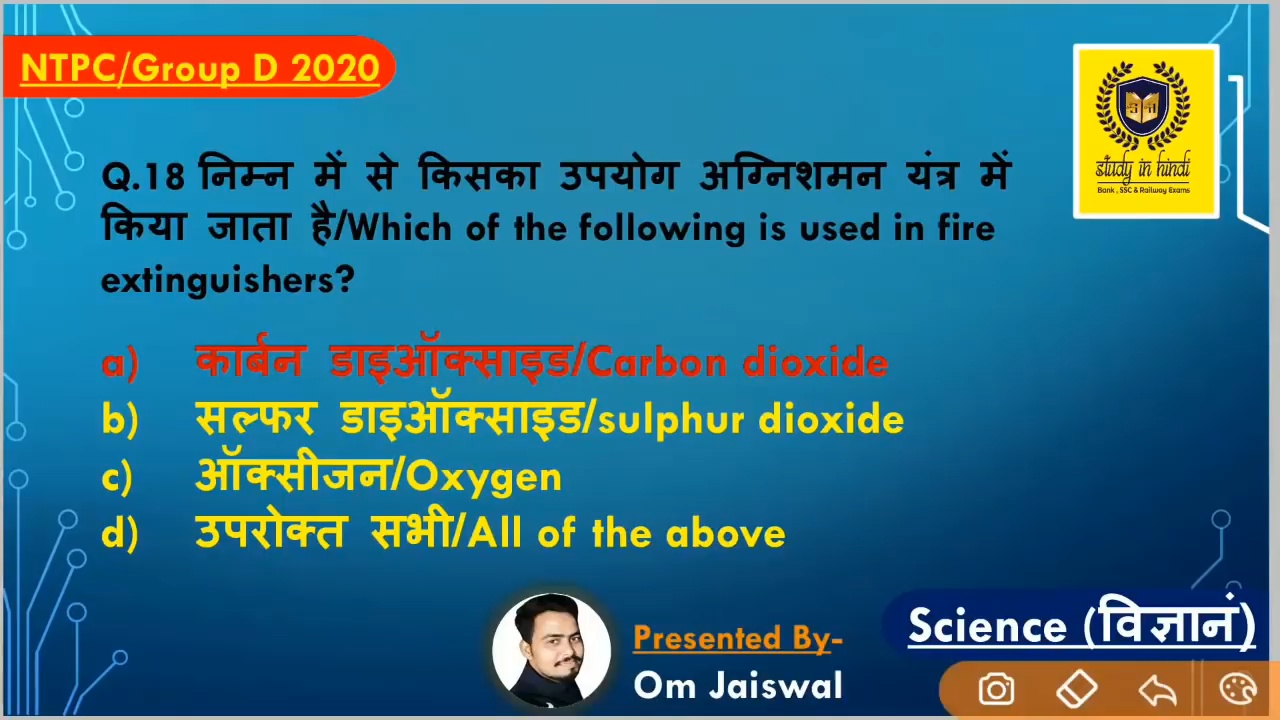 NTPC/Group D 2020
study in hindi
Bank , SSC & Railway Exams
Q.18 निम्न में से किसका उपयोग अग्निशमन यंत्र में
किया जाता है/Which of the following is used in fire
extinguishers?
a) कार्बन डाइऑक्साइड/Carbon dioxide
b) सल्फर डाइऑक्साइड/sulphur dioxide
c) ऑक्सीजन/Oxygen
d) उपरोक्त सभी/All of the above
Presented By-
Om Jaiswal
Science (विज्ञानं)